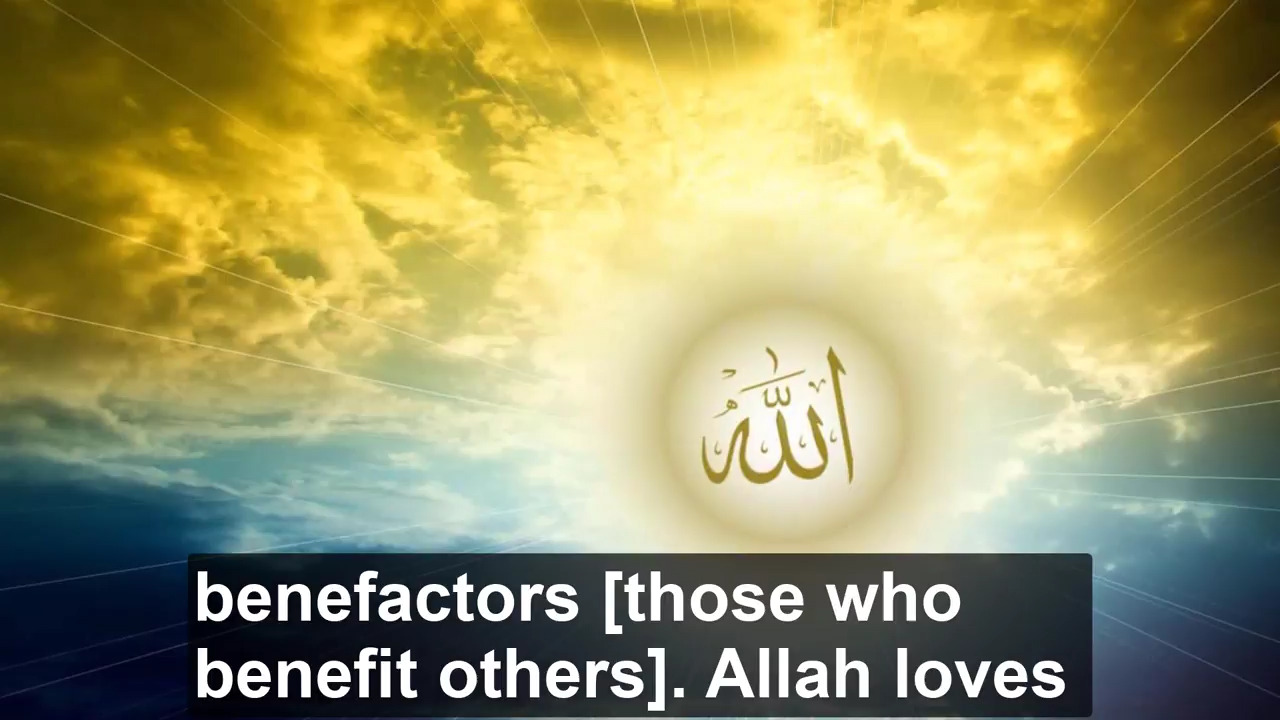 الله
benefactors [those who
benefit others]. Allah loves